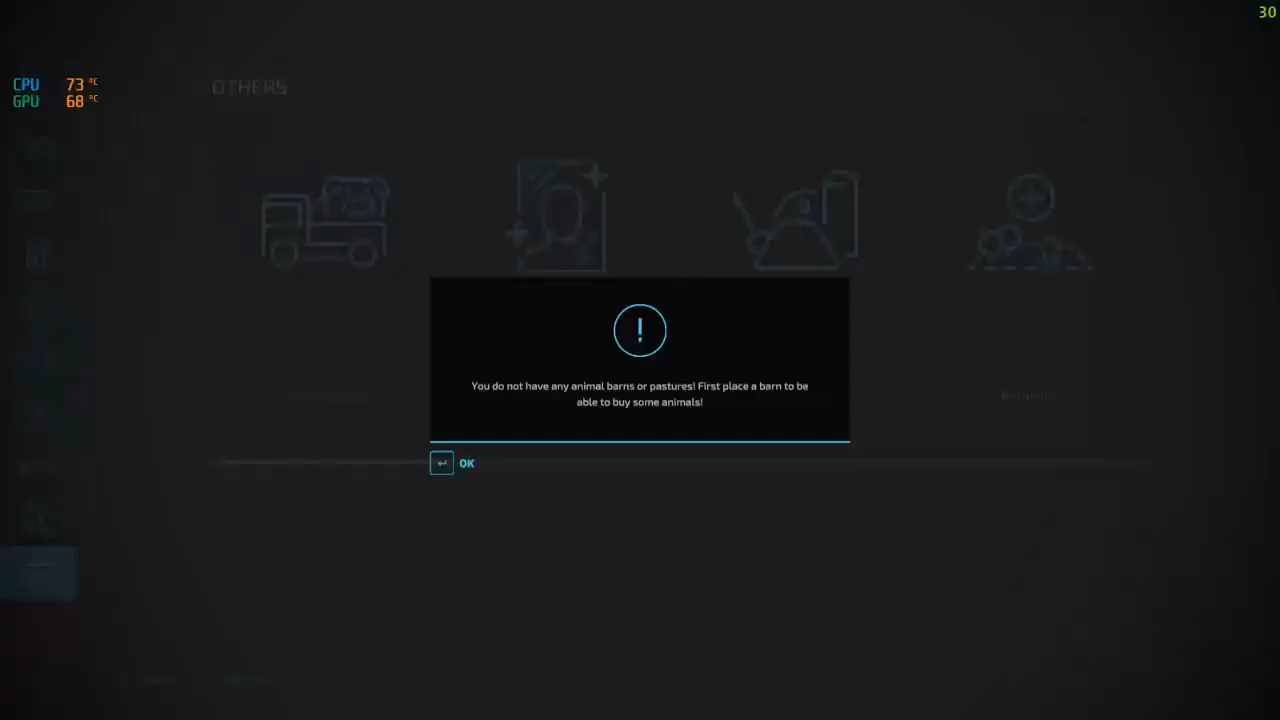 30
CPU 73 °C
GPU 68 °C
OTHERS
You do not have any animal barns or pastures! First place a barn to be
able to buy some animals!
OK